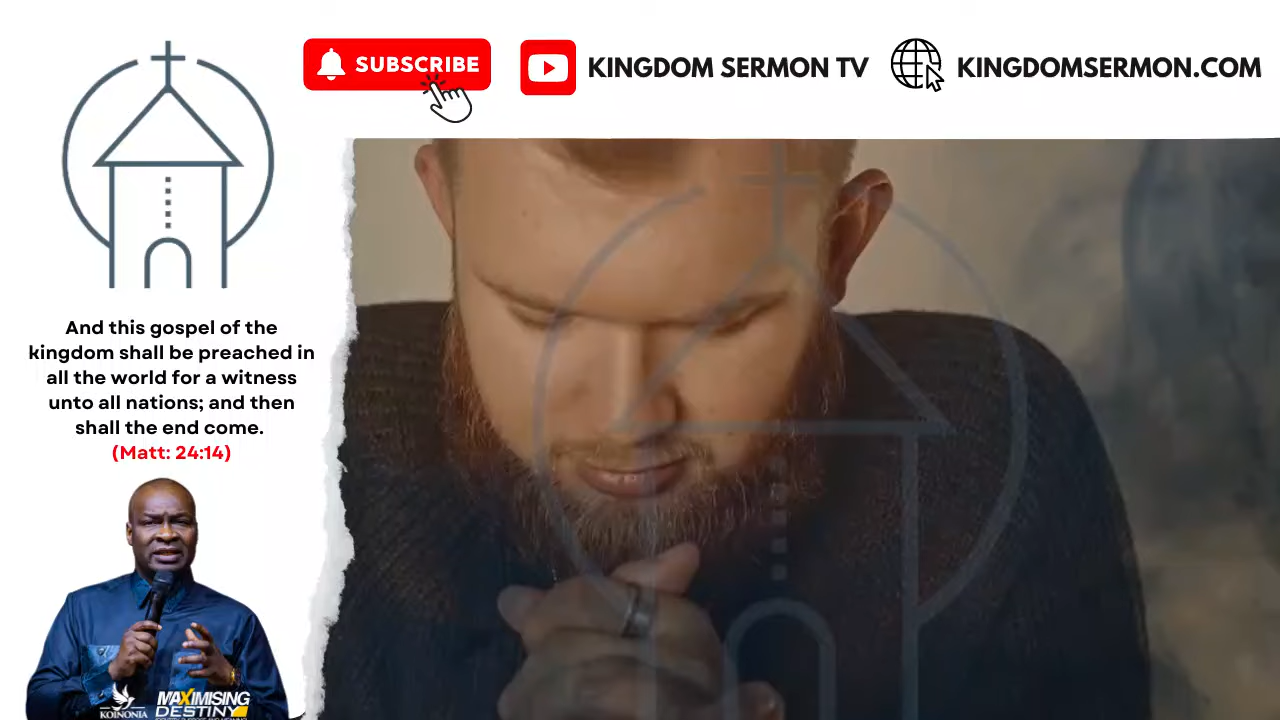 SUBSCRIBE
KINGDOM SERMON TV
KINGDOMSERMON.COM
And this gospel of the
kingdom shall be preached in
all the world for a witness
unto all nations; and then
shall the end come.
(Matt: 24:14)
KOINONIA
MAXIMISING
DESTINY